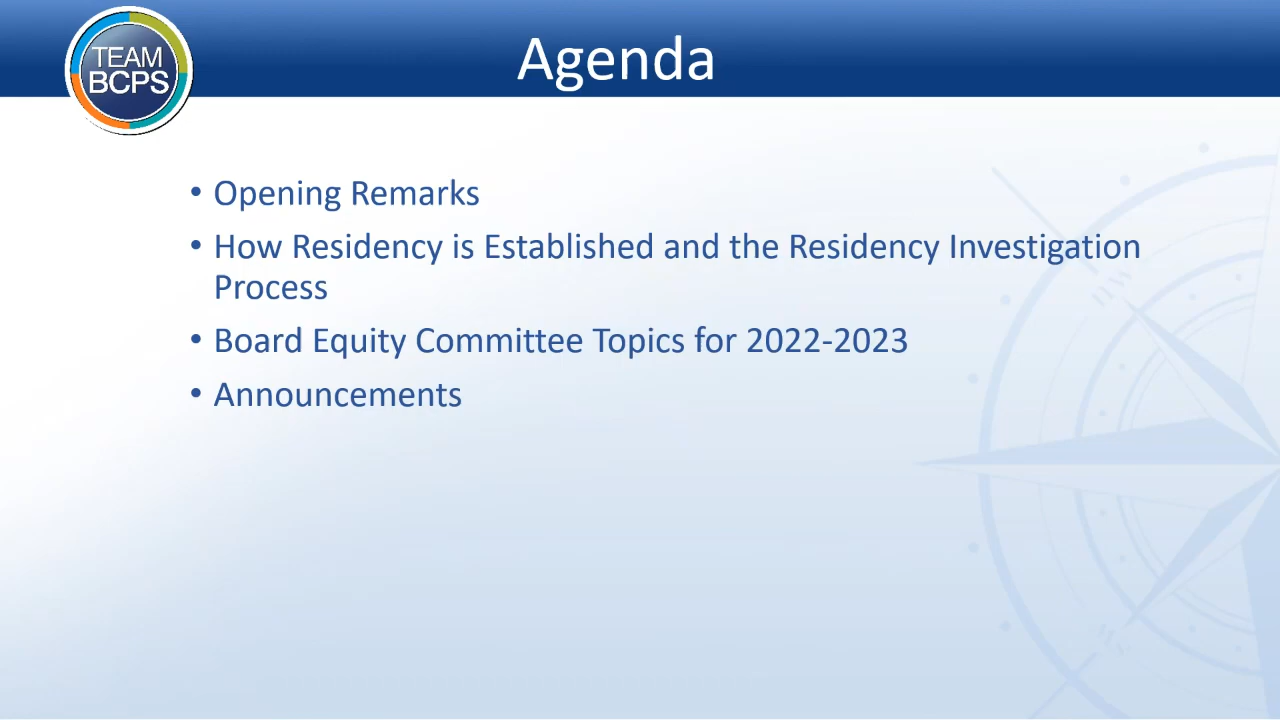 TEAM
BCPS
Agenda
• Opening Remarks
• How Residency is Established and the Residency Investigation
Process
• Board Equity Committee Topics for 2022-2023
• Announcements